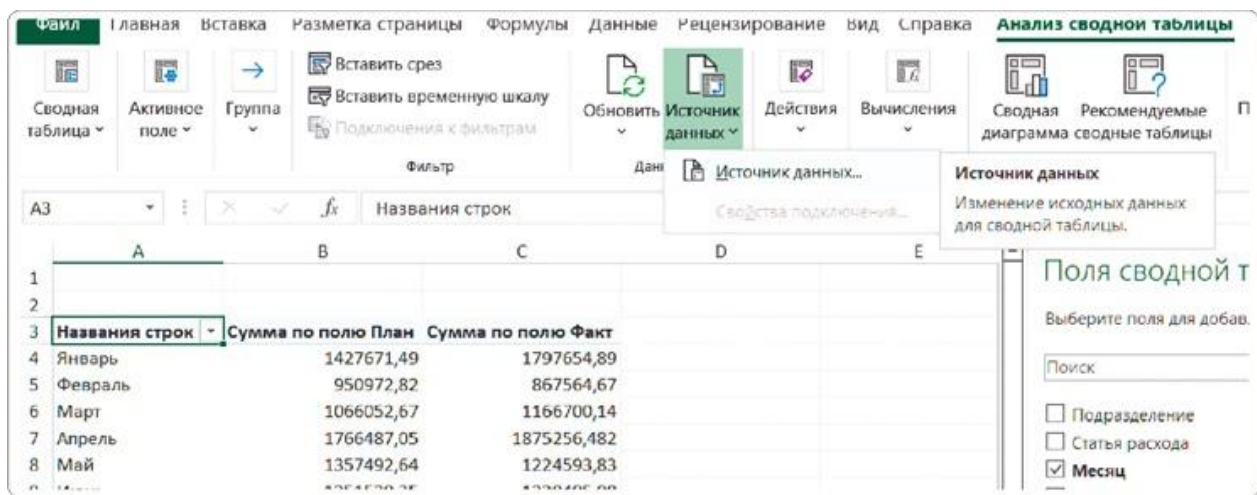 Файл Главная Вставка Разметка страницы Формулы Данные Рецензирование Вид Справка Анализ сводной таблицы
Сводная таблица
Активное поле
Группа
Вставить срез
Вставить временную шкалу
Подключения к фильтрам
Фильтр
Обновить
Источник данных
Действия
Вычисления
Сводная диаграмма
Рекомендуемые сводные таблицы
П
Дан
Источник данных...
Свойства подключения...
Источник данных
Изменение исходных данных
для сводной таблицы.
A3 fx Названия строк
A B C D E
1
2
3 Названия строк Сумма по полю План Сумма по полю Факт
4 Январь 1427671,49 1797654,89
5 Февраль 950972,82 867564,67
6 Март 1066052,67 1166700,14
7 Апрель 1766487,05 1875256,482
8 Май 1357492,64 1224593,83
Поля сводной т
Выберите поля для добав
Поиск
Подразделение
Статья расхода
Месяц